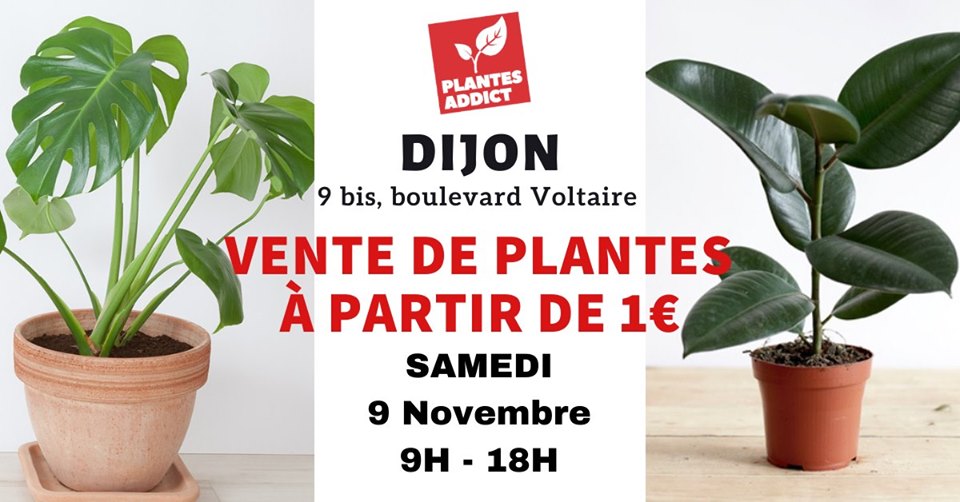 PLANTES
ADDICT
DIJON
9 bis, boulevard Voltaire
VENTE DE PLANTES
À PARTIR DE 1€
SAMEDI
9 Novembre
9H - 18H